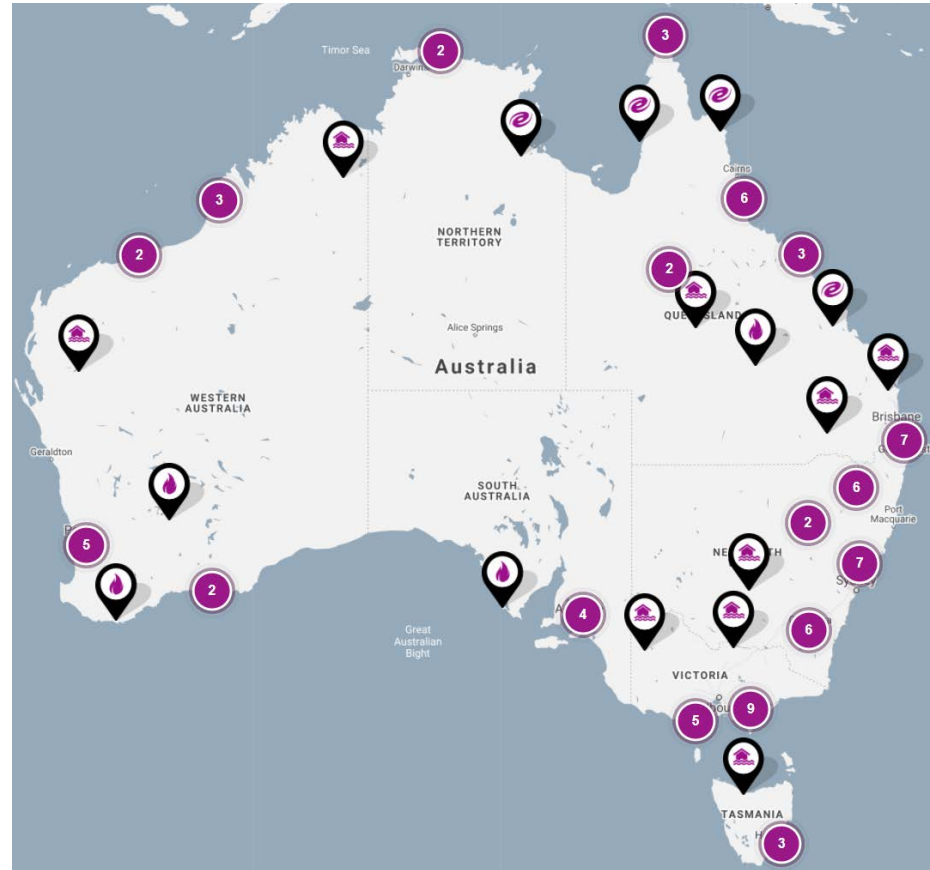 3
2
Timor Sea
Darwin
Cairns
3
6
NORTHERN
TERRITORY
2
3
2
Alice Springs
Australia
WESTERN
AUSTRALIA
Brisbane
7
Geraldton
SOUTH
AUSTRALIA
6
Port
Macquarie
2
5
7
2
4
6
Great
Australian
Bight
VICTORIA
9
5
TASMANIA
3